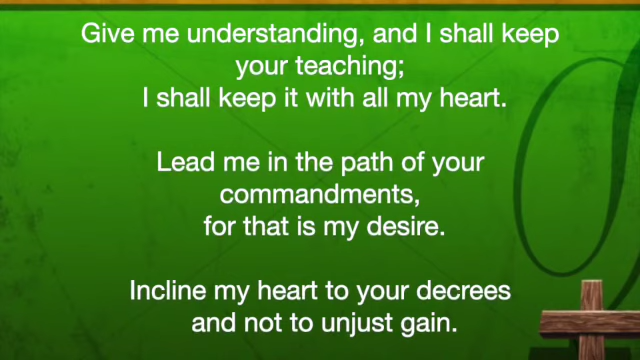 Give me understanding, and I shall keep
your teaching;
I shall keep it with all my heart.
Lead me in the path of your
commandments,
for that is my desire.
Incline my heart to your decrees
and not to unjust gain.